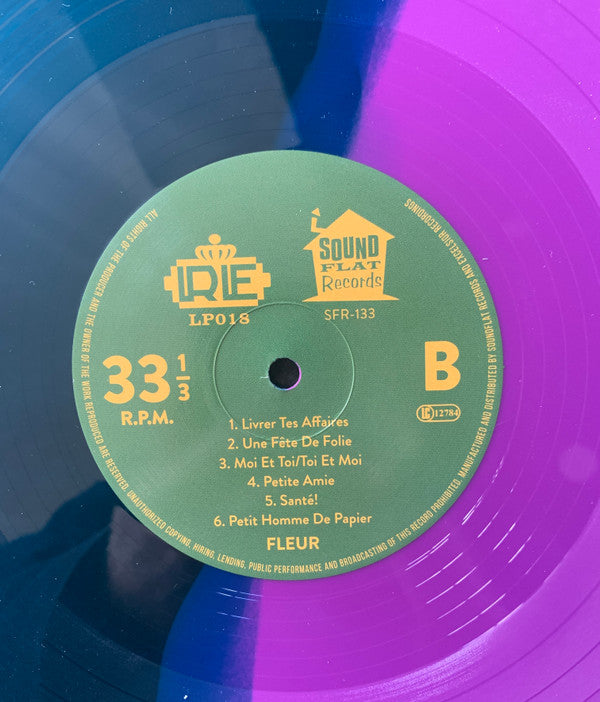 IRIE
LP018
SOUND
FLAT
Records
SFR-133
33 1/3
R.P.M.
B
LC 12784
1. Livrer Tes Affaires
2. Une Fête De Folie
3. Moi Et Toi/Toi Et Moi
4. Petite Amie
5. Santé!
6. Petit Homme De Papier
FLEUR
ALL RIGHTS OF THE PRODUCER AND THE OWNER OF THE WORK REPRODUCED ARE RESERVED. UNAUTHORIZED COPYING, HIRING, LENDING, PUBLIC PERFORMANCE AND BROADCASTING OF THIS RECORD PROHIBITED. MANUFACTURED AND DISTRIBUTED BY SOUNDFLAT RECORDS AND EXCELSIOR RECORDINGS